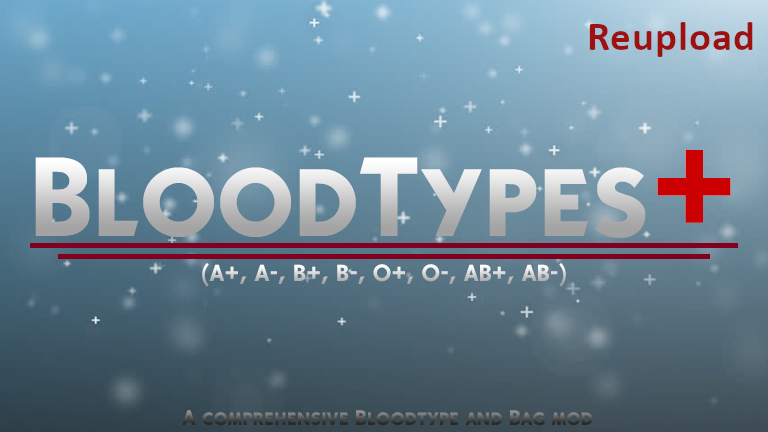 Reupload
BloodTypes+
(A+, A-, B+, B-, O+, O-, AB+, AB-)
A comprehensive Bloodtype and Bag mod